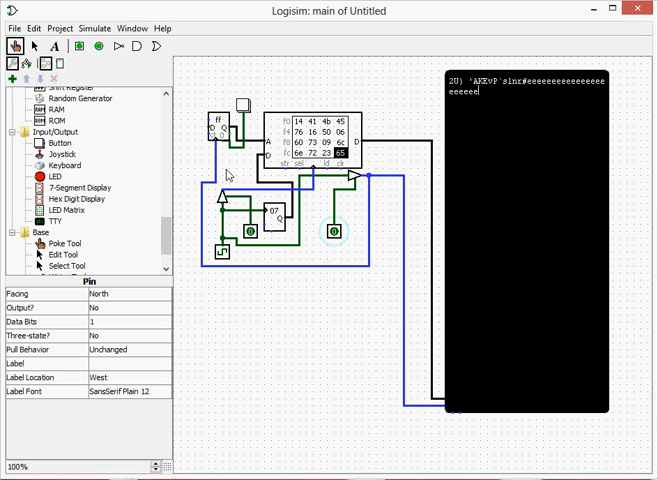 Logisim: main of Untitled
File Edit Project Simulate Window Help
A
Shift Register
Random Generator
RAM
ROM
Input/Output
Button
Joystick
Keyboard
LED
7-Segment Display
Hex Digit Display
LED Matrix
TTY
Base
Poke Tool
Edit Tool
Select Tool
Pin
Facing North
Output? No
Data Bits 1
Three-state? No
Pull Behavior Unchanged
Label
Label Location West
Label Font SansSerif Plain 12
100%
ff
D Q
f0 14 41 4b 45
f4 76 16 50 06
f8 60 73 09 6c
fc 6e 72 23 65
A
D
D
str sel ld clr
07
Q
0
0
2U) 'AKEvP`slnr#eeeeeeeeeeeeeeeee
eeeeee